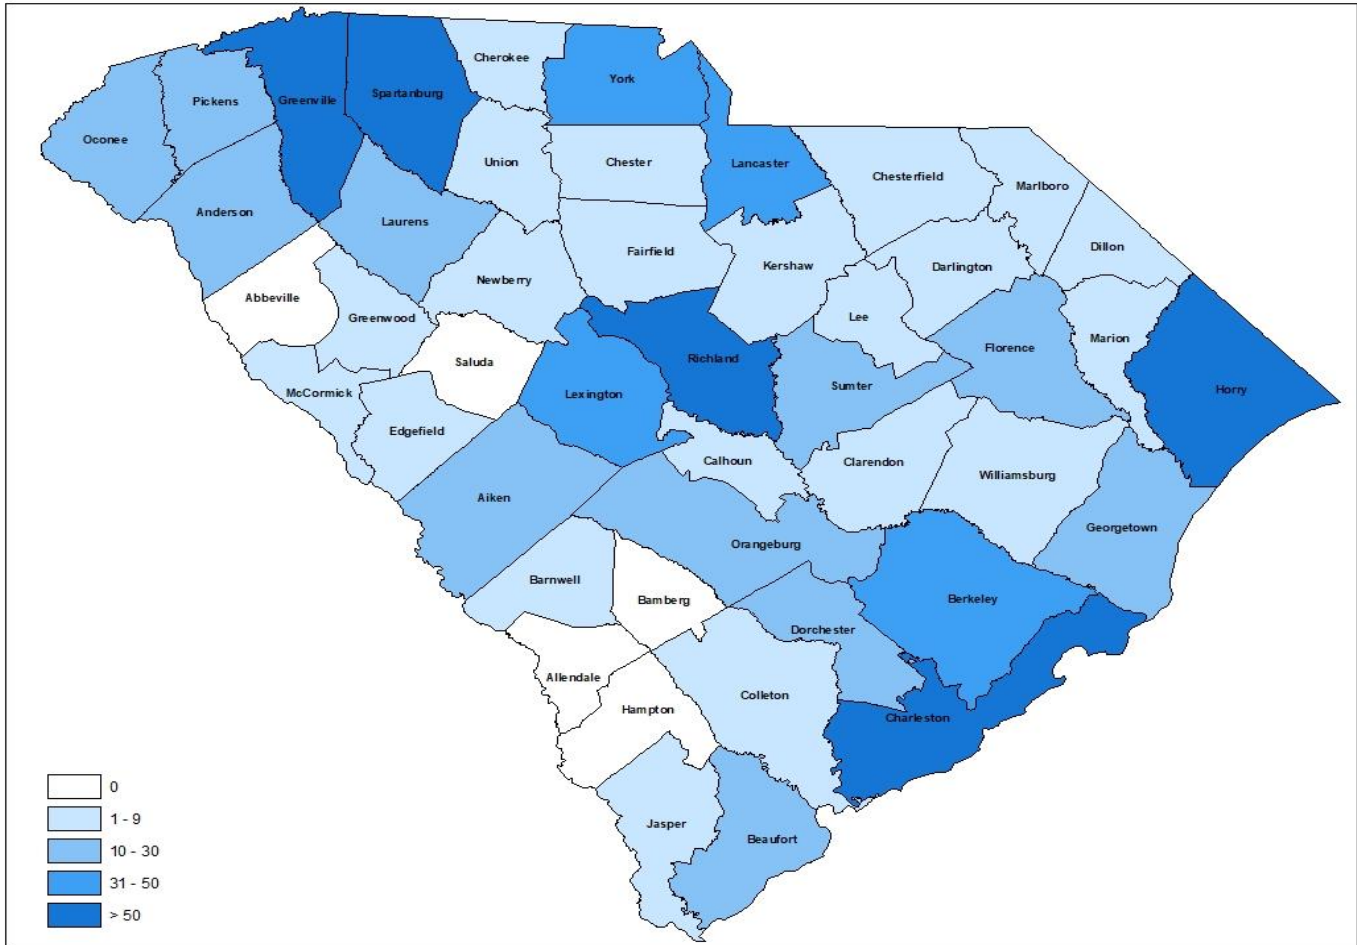 Cherokee
York
Spartanburg
Greenville
Pickens
Oconee
Union
Chester
Lancaster
Chesterfield
Marlboro
Anderson
Laurens
Dillon
Fairfield
Kershaw
Darlington
Newberry
Abbeville
Greenwood
Lee
Marion
Florence
Saluda
Richland
Sumter
Horry
McCormick
Lexington
Edgefield
Calhoun
Clarendon
Williamsburg
Aiken
Georgetown
Orangeburg
Barnwell
Bamberg
Berkeley
Dorchester
Allendale
Colleton
Hampton
Charleston
Jasper
Beaufort
0
1 - 9
10 - 30
31 - 50
> 50